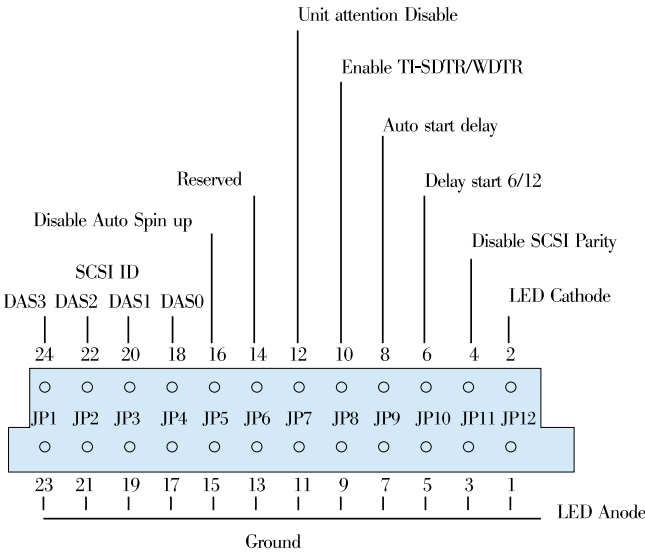 Unit attention Disable
Enable TI-SDTR/WDTR
Auto start delay
Reserved
Delay start 6/12
Disable Auto Spin up
Disable SCSI Parity
SCSI ID
DAS3 DAS2 DAS1 DAS0
LED Cathode
24 22 20 18 16 14 12 10 8 6 4 2
JP1 JP2 JP3 JP4 JP5 JP6 JP7 JP8 JP9 JP10 JP11 JP12
23 21 19 17 15 13 11 9 7 5 3 1
LED Anode
Ground